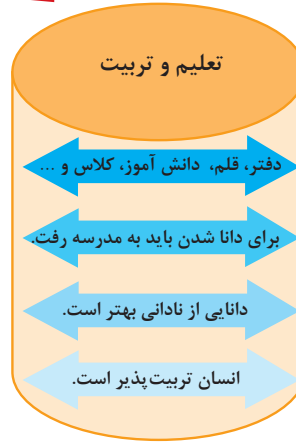 تعلیم و تربیت
دفتر، قلم، دانش آموز، کلاس و ...
برای دانا شدن باید به مدرسه رفت.
دانایی از نادانی بهتر است.
انسان تربیت‌پذیر است.